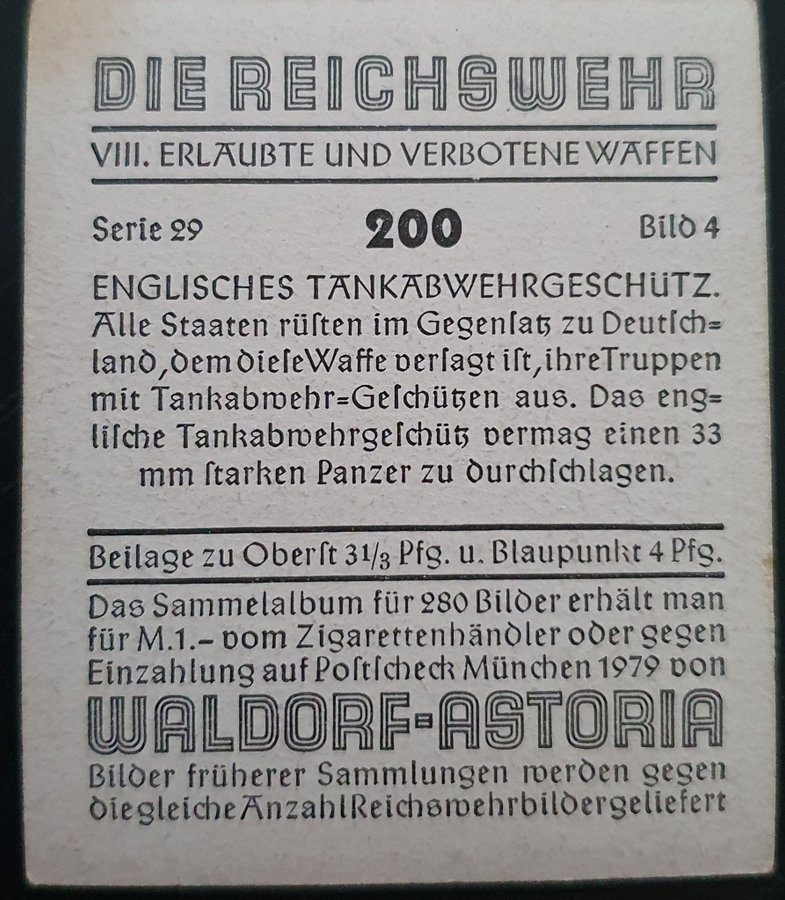 DIE REICHSWEHR
VIII. ERLAUBTE UND VERBOTENE WAFFEN
Serie 29 200 Bild 4
ENGLISCHES TANKABWEHRGESCHÜTZ.
Alle Staaten rüſten im Gegenſatz zu Deutſch=
land, dem dieſe Waffe verſagt iſt, ihre Truppen
mit Tankabwehr=Geſchützen aus. Das eng=
liſche Tankabwehrgeſchütz vermag einen 33
mm ſtarken Panzer zu durchſchlagen.
Beilage zu Oberſt 31/3 Pfg. u. Blaupunkt 4 Pfg.
Das Sammelalbum für 280 Bilder erhält man
für M.1.– vom Zigarettenhändler oder gegen
Einzahlung auf Poſtſcheck München 1979 von
WALDORF=ASTORIA
Bilder früherer Sammlungen werden gegen
die gleiche Anzahl Reichswehrbilder geliefert